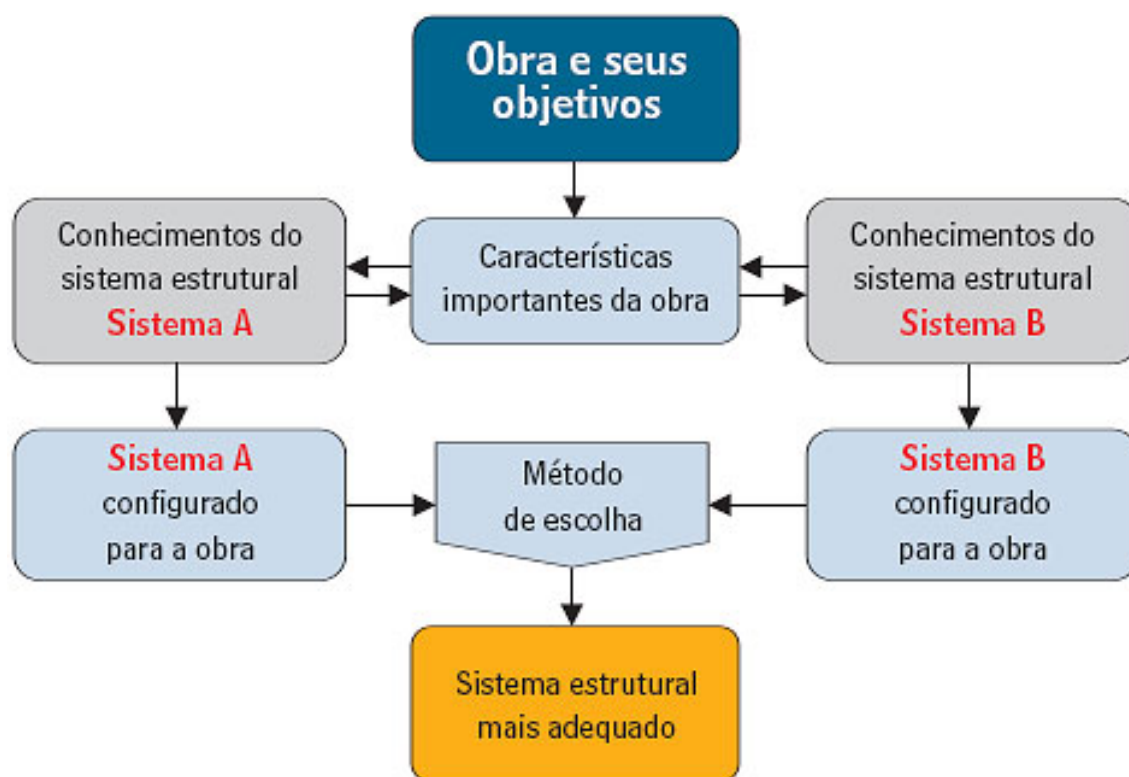 Obra e seus
objetivos
Conhecimentos do
sistema estrutural
Sistema A
Características
importantes da obra
Conhecimentos do
sistema estrutural
Sistema B
Sistema A
configurado
para a obra
Método
de escolha
Sistema B
configurado
para a obra
Sistema estrutural
mais adequado